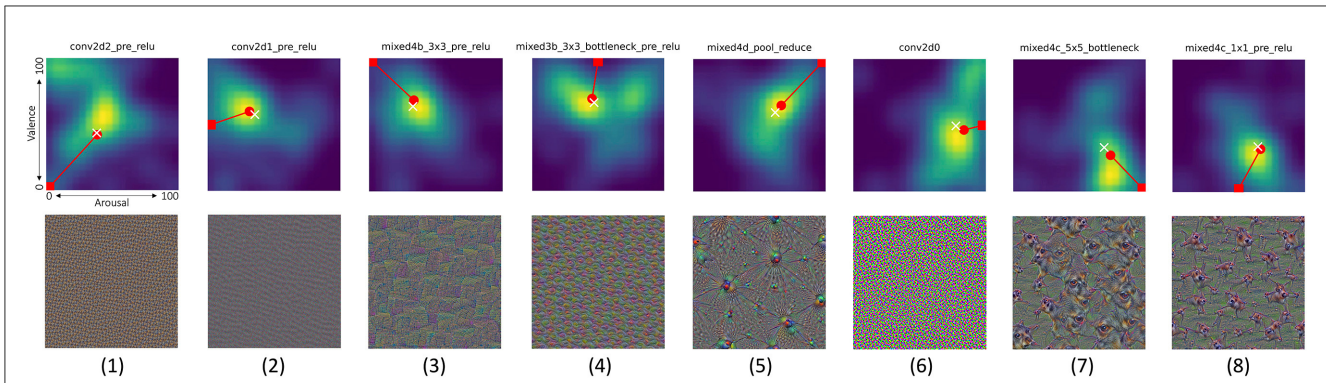 conv2d2_pre_relu
conv2d1_pre_relu
mixed4b_3x3_pre_relu
mixed3b_3x3_bottleneck_pre_relu
mixed4d_pool_reduce
conv2d0
mixed4c_5x5_bottleneck
mixed4c_1x1_pre_relu
100
Valence
0
0 100
Arousal
(1) (2) (3) (4) (5) (6) (7) (8)